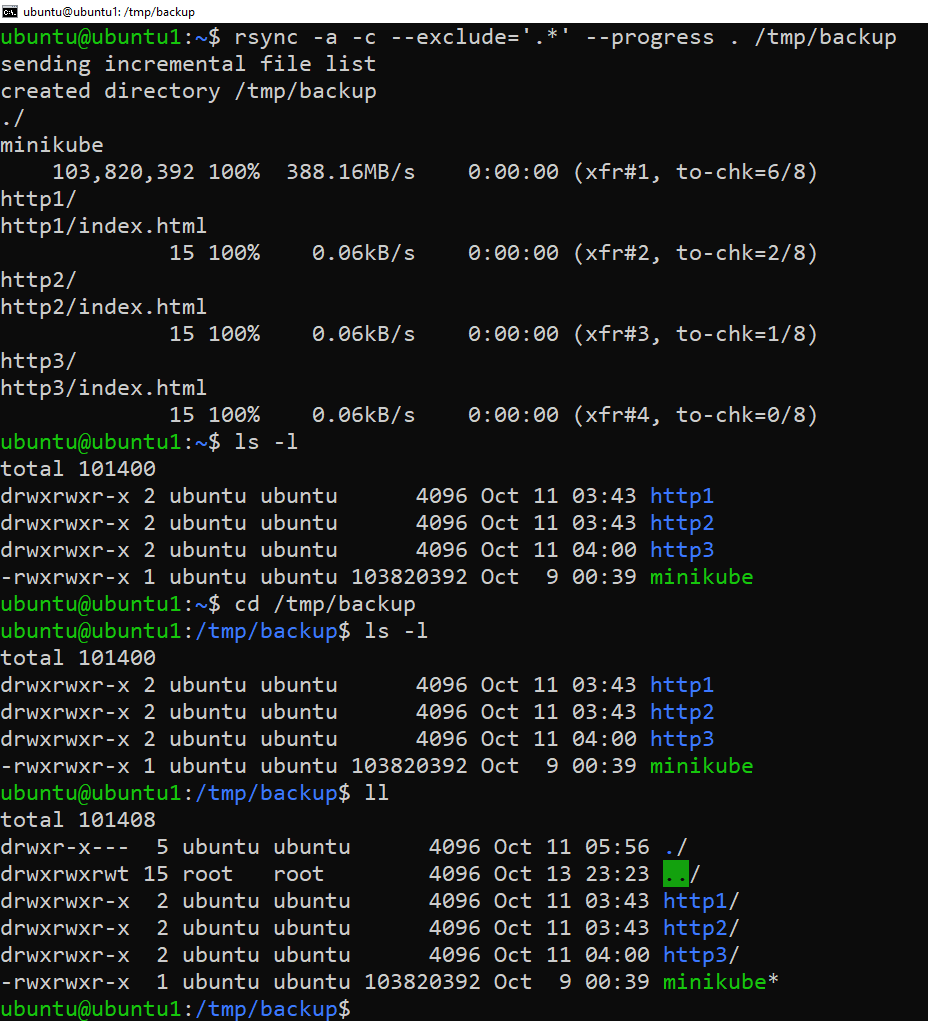 ubuntu@ubuntu1: /tmp/backup
ubuntu@ubuntu1:~$ rsync -a -c --exclude='.*' --progress . /tmp/backup
sending incremental file list
created directory /tmp/backup
./
minikube
    103,820,392 100%  388.16MB/s    0:00:00 (xfr#1, to-chk=6/8)
http1/
http1/index.html
             15 100%    0.06kB/s    0:00:00 (xfr#2, to-chk=2/8)
http2/
http2/index.html
             15 100%    0.06kB/s    0:00:00 (xfr#3, to-chk=1/8)
http3/
http3/index.html
             15 100%    0.06kB/s    0:00:00 (xfr#4, to-chk=0/8)
ubuntu@ubuntu1:~$ ls -l
total 101400
drwxrwxr-x 2 ubuntu ubuntu      4096 Oct 11 03:43 http1
drwxrwxr-x 2 ubuntu ubuntu      4096 Oct 11 03:43 http2
drwxrwxr-x 2 ubuntu ubuntu      4096 Oct 11 04:00 http3
-rwxrwxr-x 1 ubuntu ubuntu 103820392 Oct  9 00:39 minikube
ubuntu@ubuntu1:~$ cd /tmp/backup
ubuntu@ubuntu1:/tmp/backup$ ls -l
total 101400
drwxrwxr-x 2 ubuntu ubuntu      4096 Oct 11 03:43 http1
drwxrwxr-x 2 ubuntu ubuntu      4096 Oct 11 03:43 http2
drwxrwxr-x 2 ubuntu ubuntu      4096 Oct 11 04:00 http3
-rwxrwxr-x 1 ubuntu ubuntu 103820392 Oct  9 00:39 minikube
ubuntu@ubuntu1:/tmp/backup$ ll
total 101408
drwxr-x---  5 ubuntu ubuntu      4096 Oct 11 05:56 ./
drwxrwxrwt 15 root   root        4096 Oct 13 23:23 ../
drwxrwxr-x  2 ubuntu ubuntu      4096 Oct 11 03:43 http1/
drwxrwxr-x  2 ubuntu ubuntu      4096 Oct 11 03:43 http2/
drwxrwxr-x  2 ubuntu ubuntu      4096 Oct 11 04:00 http3/
-rwxrwxr-x  1 ubuntu ubuntu 103820392 Oct  9 00:39 minikube*
ubuntu@ubuntu1:/tmp/backup$